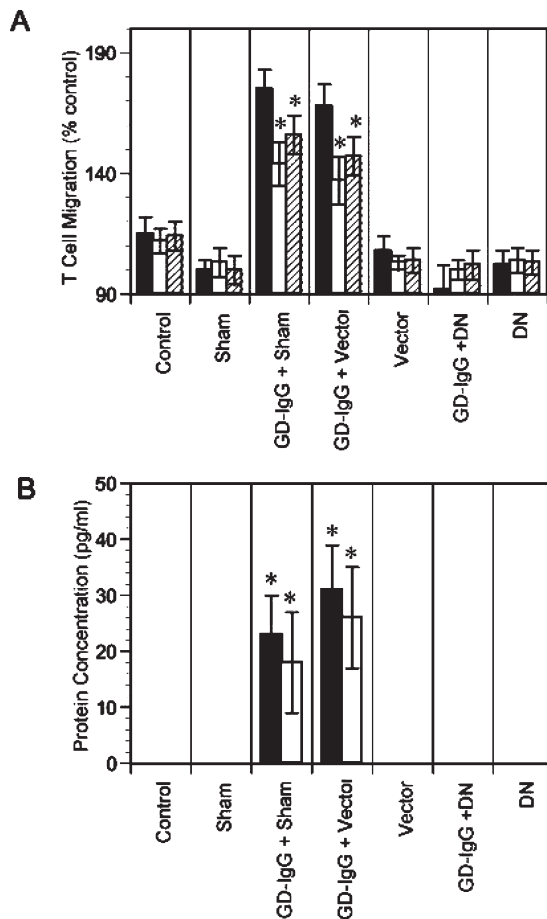 A
T Cell Migration (% control)
190
140
90
* *
* *
Control
Sham
GD-IgG + Sham
GD-IgG + Vector
Vector
GD-IgG +DN
DN
B
Protein Concentration (pg/ml)
50
40
30
20
10
0
* *
* *
Control
Sham
GD-IgG + Sham
GD-IgG + Vector
Vector
GD-IgG +DN
DN